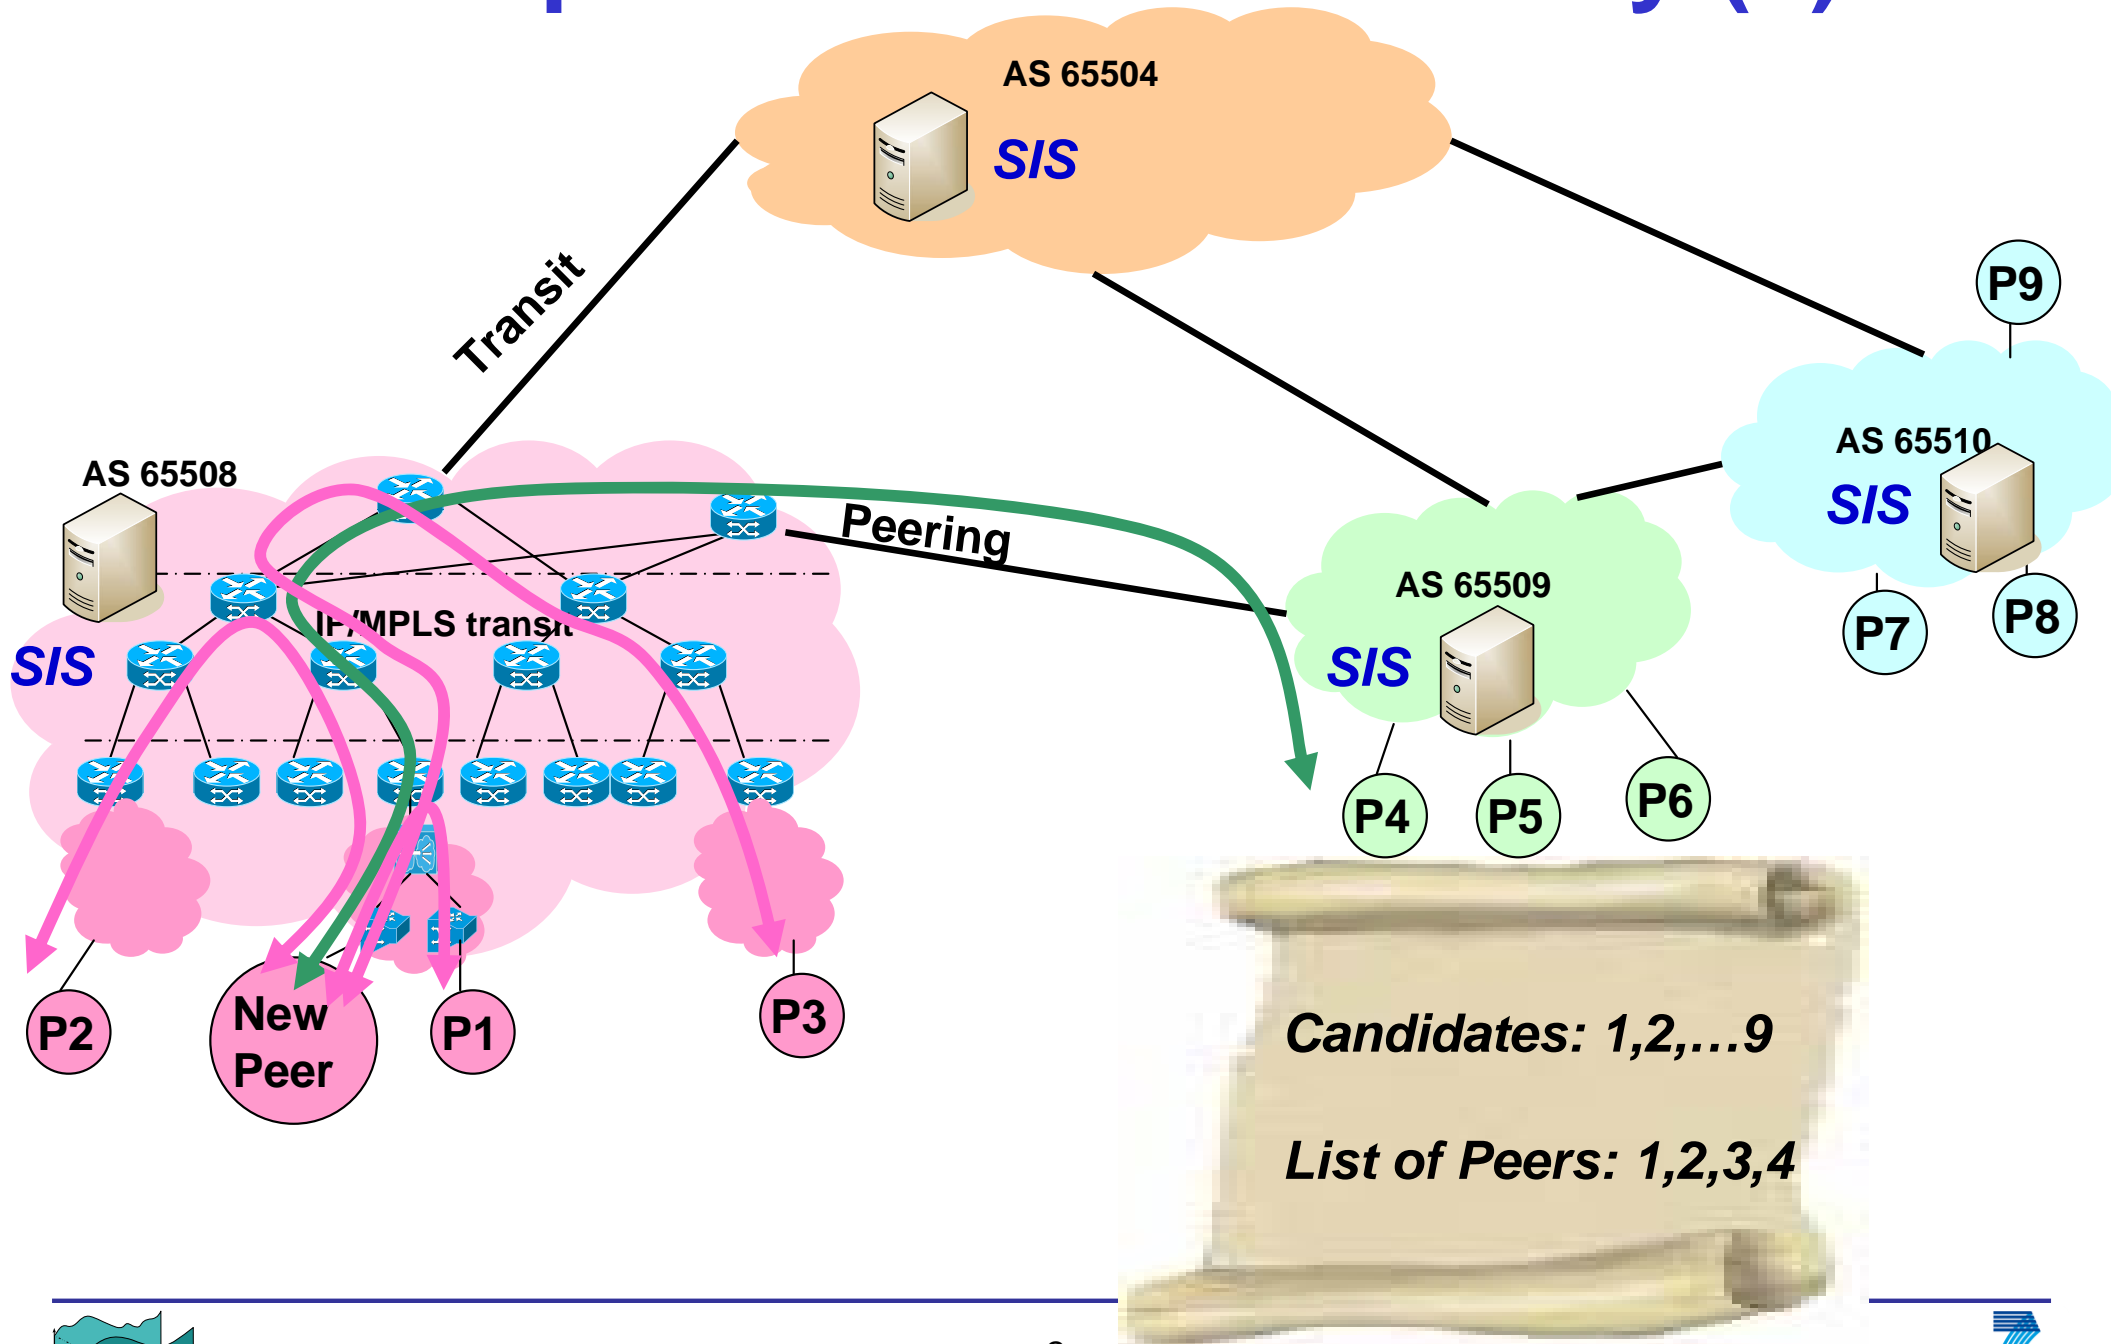 AS 65504
SIS
Transit
P9
AS 65510
SIS
AS 65508
Peering
AS 65509
IP/MPLS transit
SIS
SIS
P7
P8
P4
P5
P6
P2
New
Peer
P1
P3
Candidates: 1,2,…9
List of Peers: 1,2,3,4